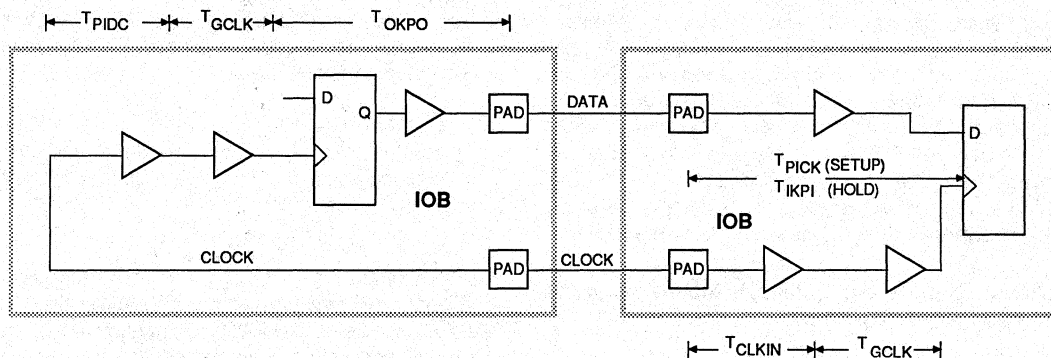 TPIDC TGCLK TOKPO
D
Q
PAD DATA PAD
D
TPICK (SETUP)
TIKPI (HOLD)
IOB
IOB
CLOCK PAD CLOCK PAD
TCLKIN TGCLK